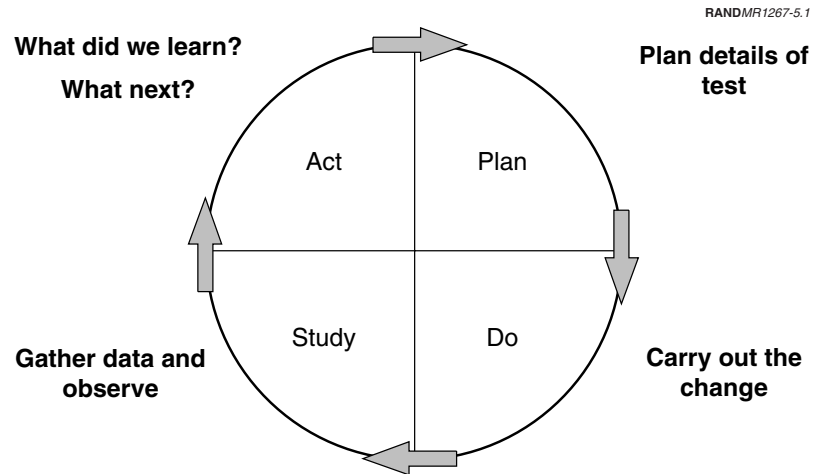 RANDMR1267-5.1
What did we learn?
What next?
Plan details of
test
Act
Plan
Study
Do
Gather data and
observe
Carry out the
change